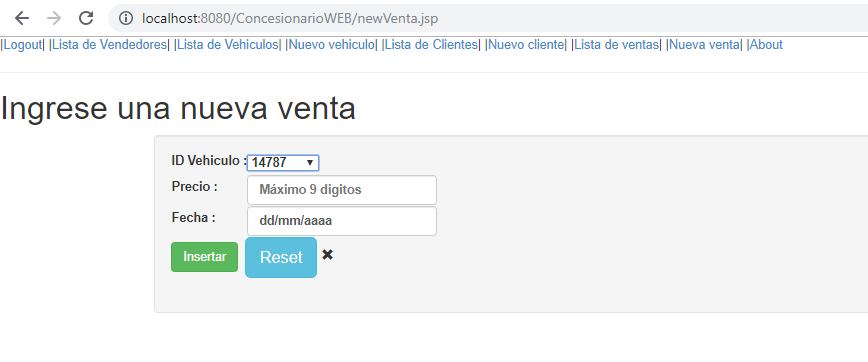 localhost:8080/ConcesionarioWEB/newVenta.jsp
|Logout| |Lista de Vendedores| |Lista de Vehiculos| |Nuevo vehiculo| |Lista de Clientes| |Nuevo cliente| |Lista de ventas| |Nueva venta| |About
Ingrese una nueva venta
ID Vehiculo : 14787
Precio : Máximo 9 digitos
Fecha : dd/mm/aaaa
Insertar Reset